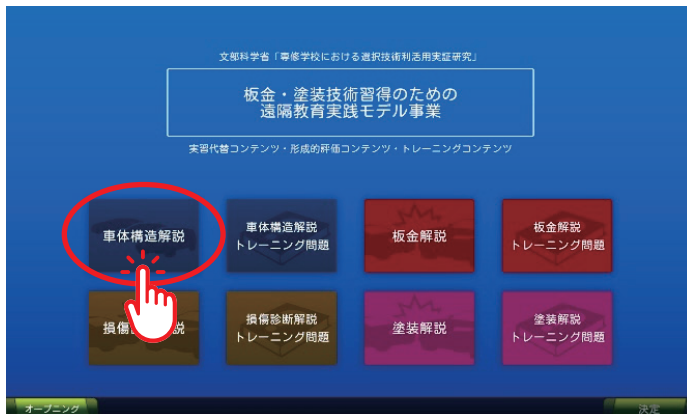 文部科学省「専修学校における選択技術利活用実証研究」
板金・塗装技術習得のための
遠隔教育実践モデル事業
実習代替コンテンツ・形成的評価コンテンツ・トレーニングコンテンツ
車体構造解説
車体構造解説
トレーニング問題
板金解説
板金解説
トレーニング問題
損傷 解説
損傷診断解説
トレーニング問題
塗装解説
塗装解説
トレーニング問題
オープニング
決定